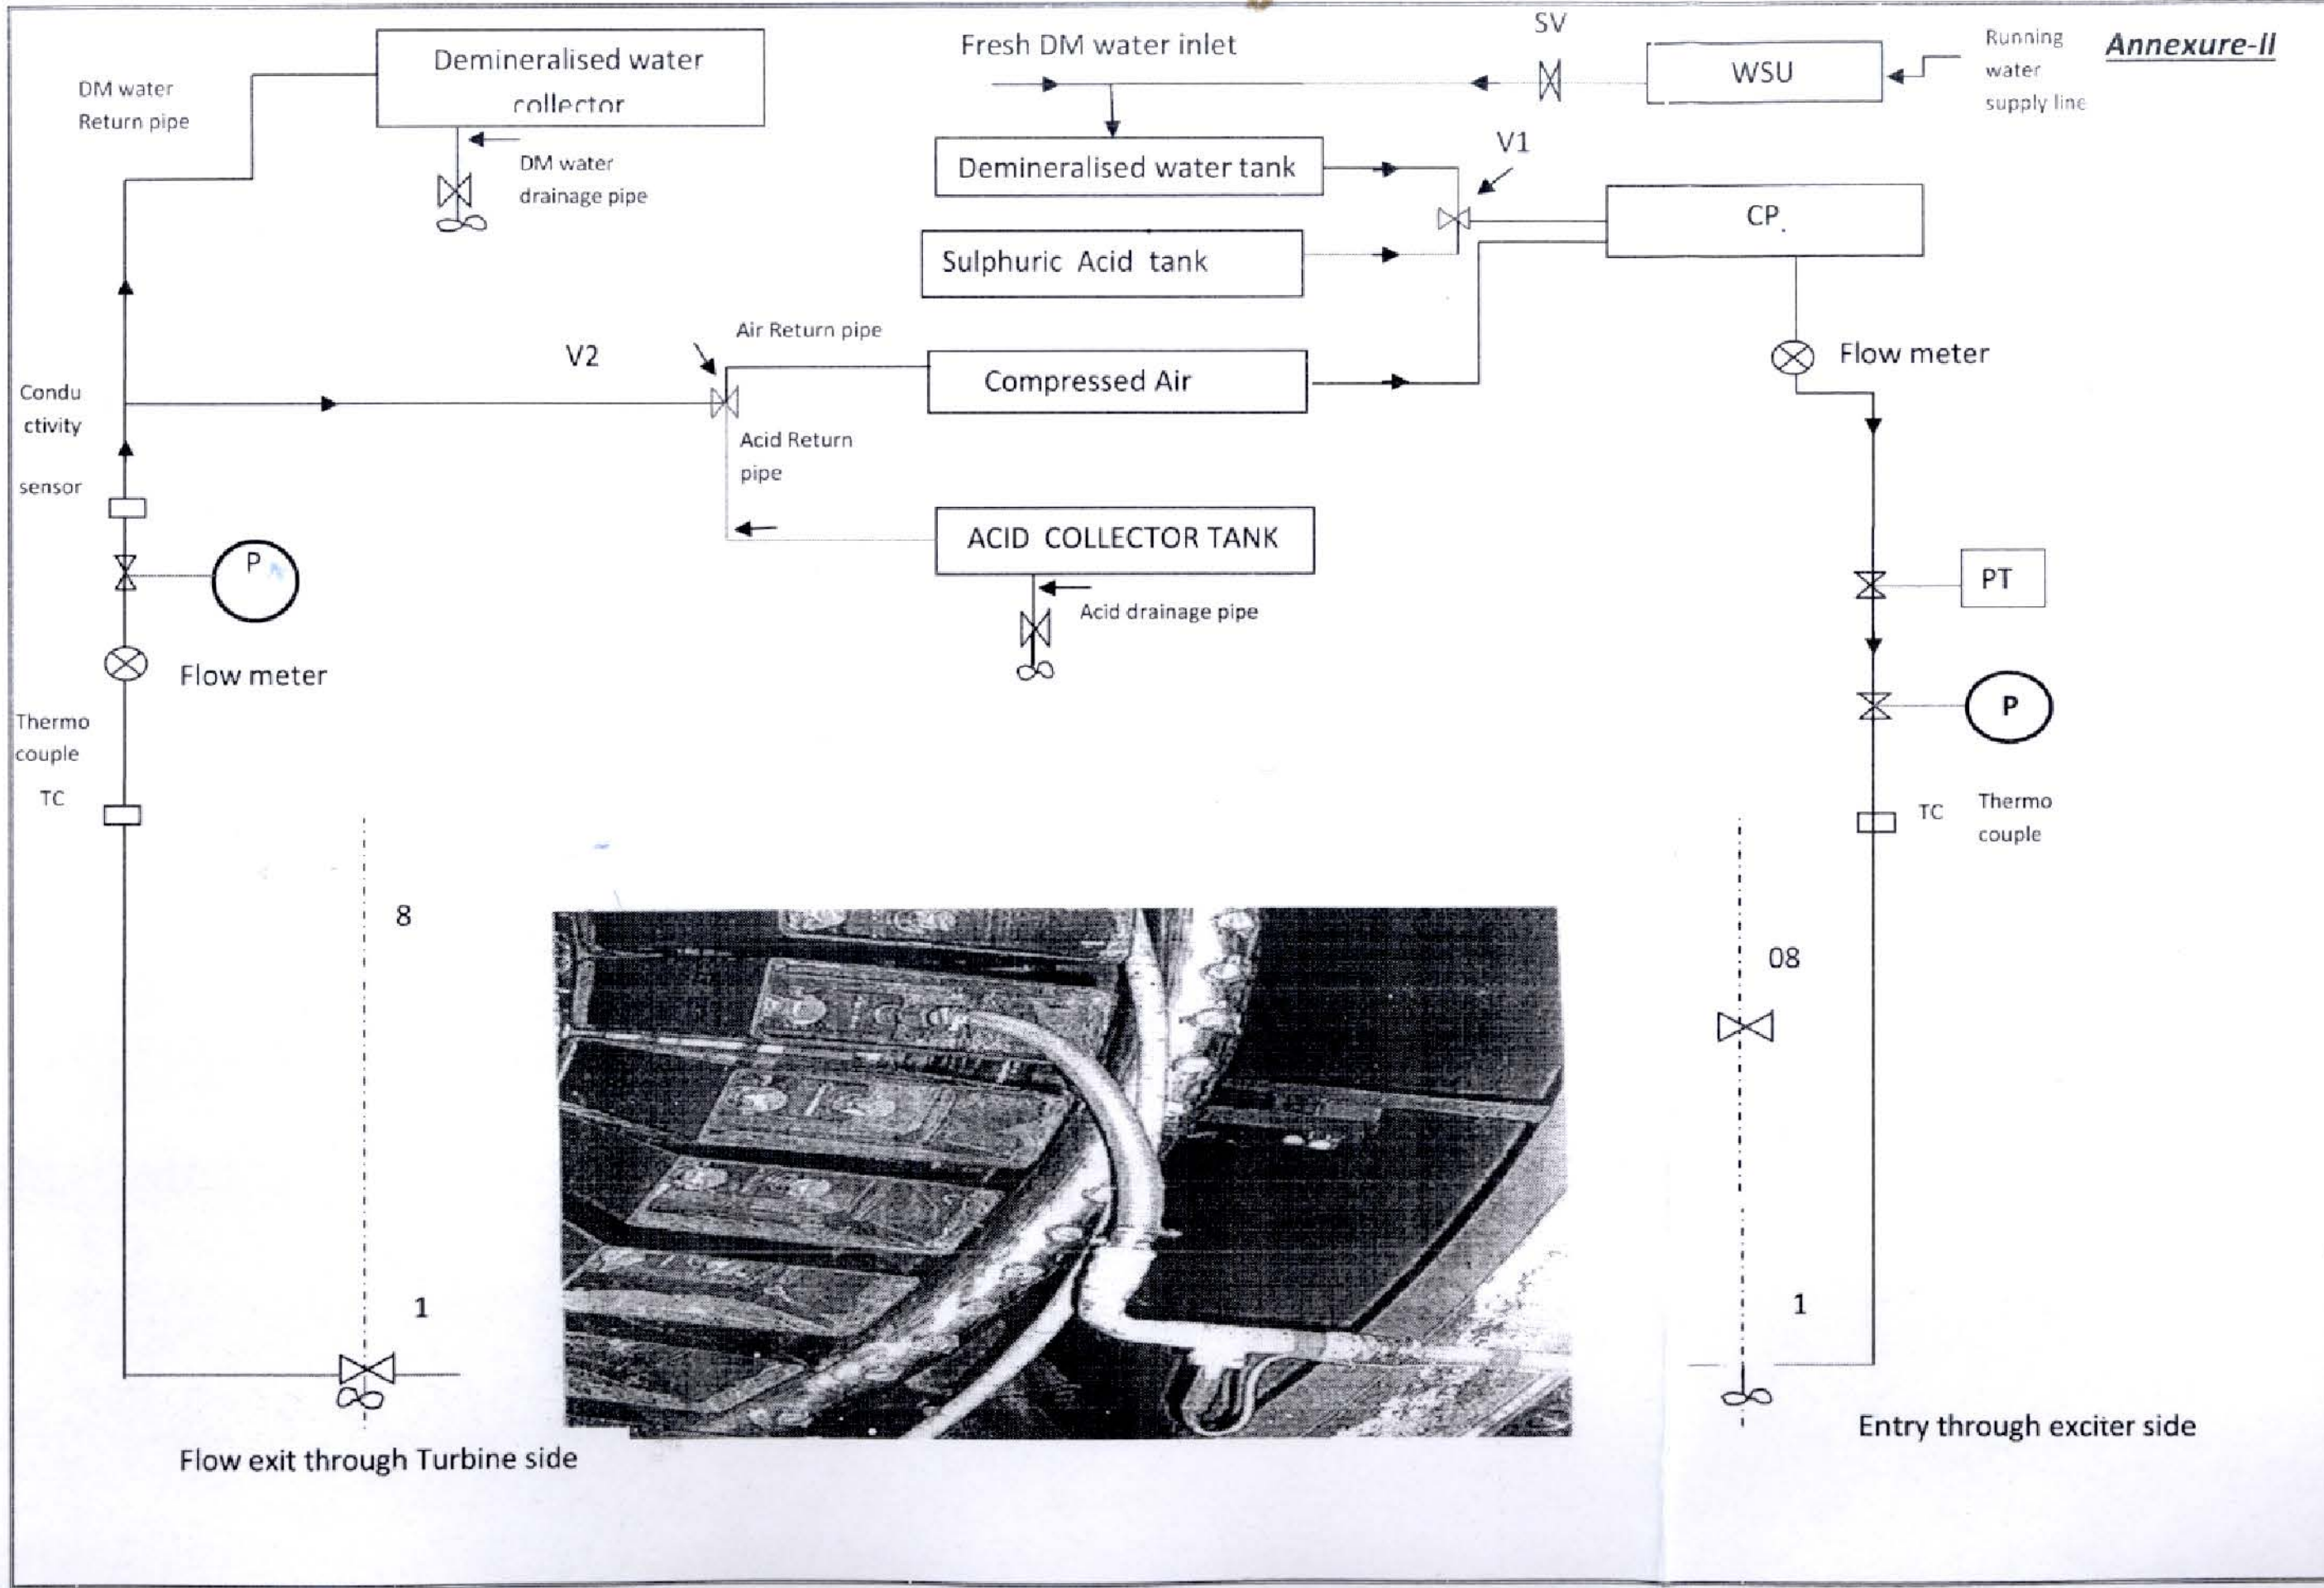 Annexure-II
DM water
Return pipe
Demineralised water
collector
DM water
drainage pipe
Fresh DM water inlet
SV
WSU
Running
water
supply line
Demineralised water tank
V1
CP.
Sulphuric Acid tank
Air Return pipe
V2
Compressed Air
Flow meter
Condu
ctivity
sensor
Acid Return
pipe
ACID COLLECTOR TANK
Acid drainage pipe
P
PT
Flow meter
P
Thermo
couple
TC
TC
Thermo
couple
8
08
1
1
Flow exit through Turbine side
Entry through exciter side